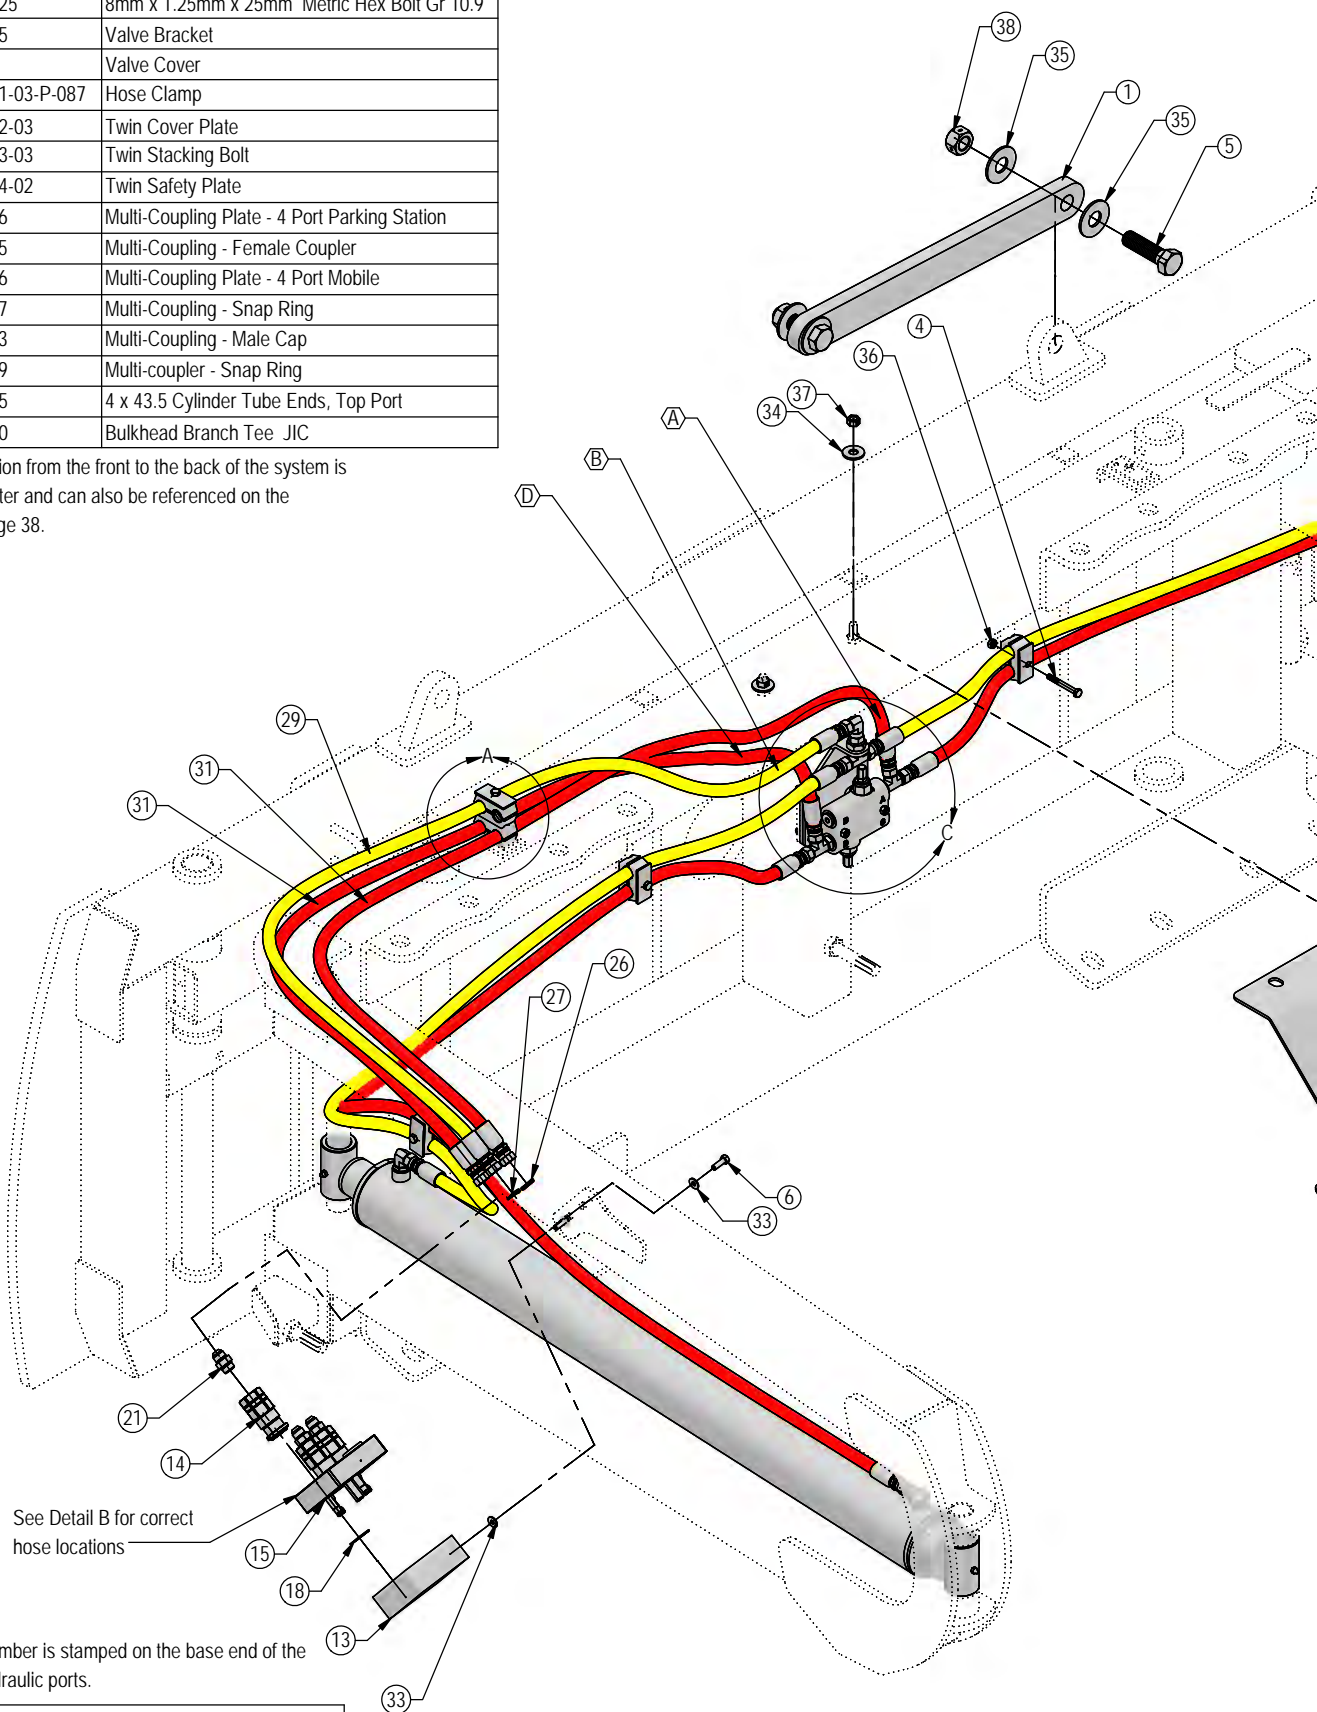 25 8mm x 1.25mm x 25mm Metric Hex Bolt Gr 10.9
5 Valve Bracket
Valve Cover
1-03-P-087 Hose Clamp
2-03 Twin Cover Plate
3-03 Twin Stacking Bolt
4-02 Twin Safety Plate
6 Multi-Coupling Plate - 4 Port Parking Station
5 Multi-Coupling - Female Coupler
6 Multi-Coupling Plate - 4 Port Mobile
7 Multi-Coupling - Snap Ring
3 Multi-Coupling - Male Cap
9 Multi-coupler - Snap Ring
5 4 x 43.5 Cylinder Tube Ends, Top Port
0 Bulkhead Branch Tee JIC
tion from the front to the back of the system is
ter and can also be referenced on the
ge 38.
38
35
1
35
5
4
36
37
34
A
B
D
29
A
31
31
C
26
27
6
33
21
14
See Detail B for correct
hose locations
15
18
33
13
mber is stamped on the base end of the
draulic ports.
33